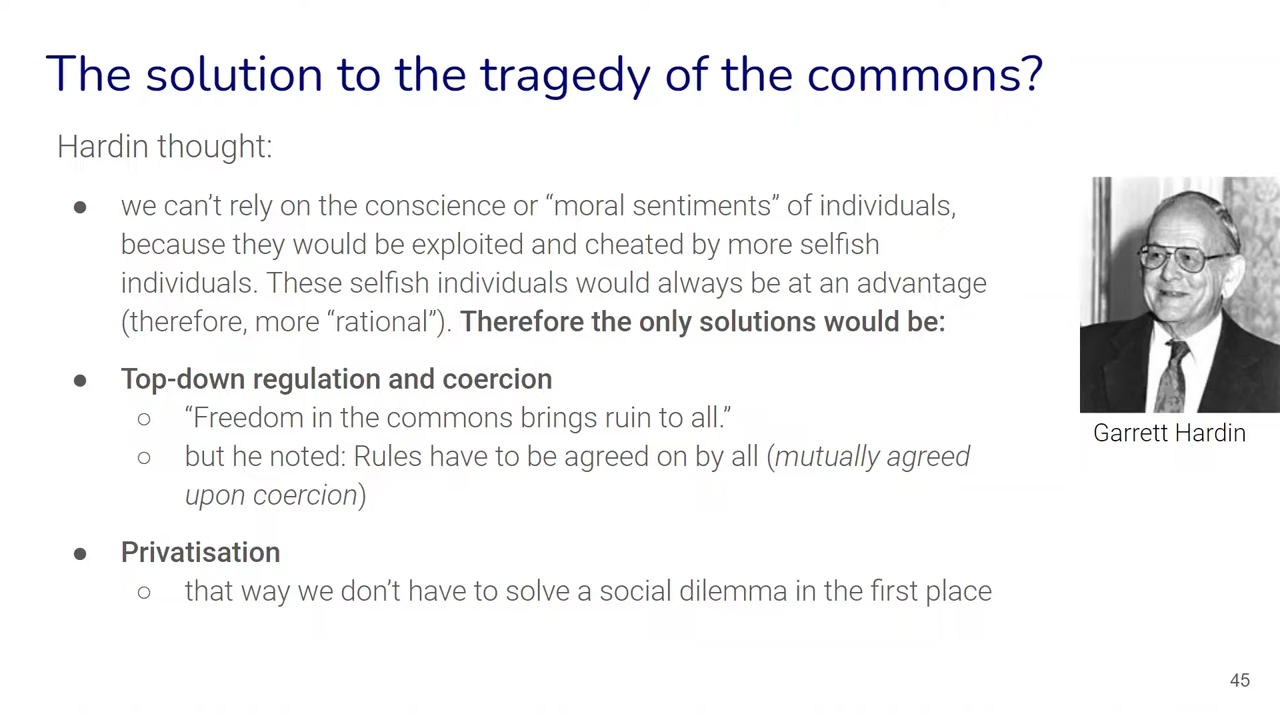 The solution to the tragedy of the commons?
Hardin thought:
● we can’t rely on the conscience or “moral sentiments” of individuals,
because they would be exploited and cheated by more selfish
individuals. These selfish individuals would always be at an advantage
(therefore, more “rational”). Therefore the only solutions would be:
● Top-down regulation and coercion
○ “Freedom in the commons brings ruin to all.”
○ but he noted: Rules have to be agreed on by all (mutually agreed
upon coercion)
● Privatisation
○ that way we don’t have to solve a social dilemma in the first place
Garrett Hardin
45